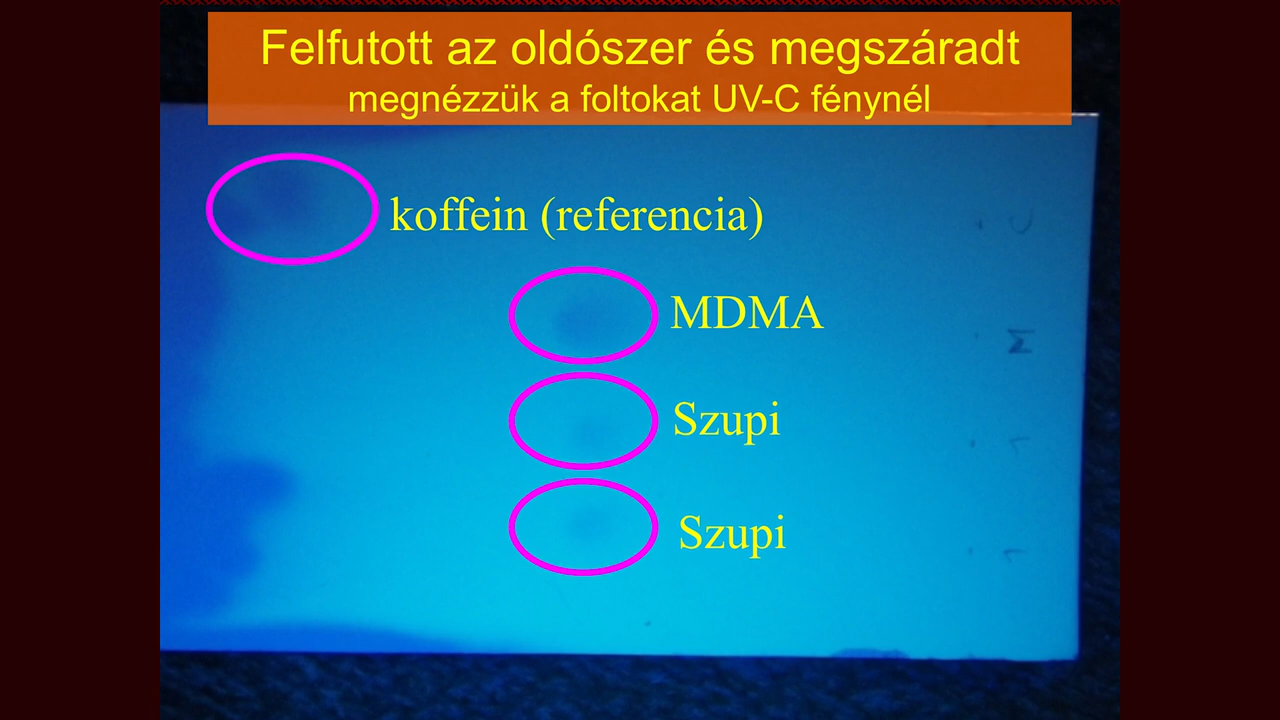 Felfutott az oldószer és megszáradt
megnézzük a foltokat UV-C fénynél
koffein (referencia)
MDMA
Szupi
Szupi